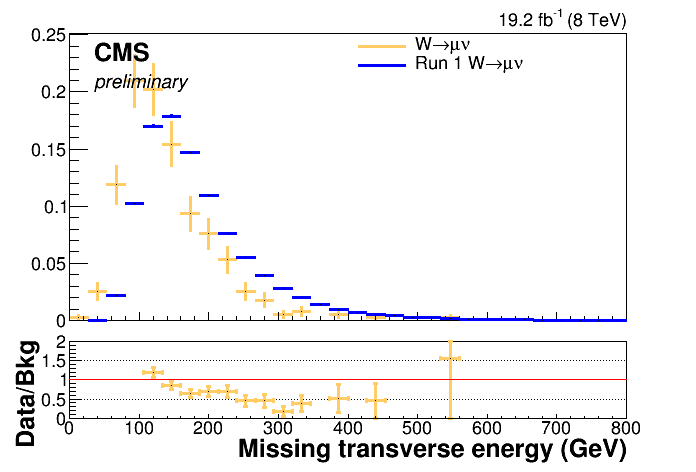 19.2 fb⁻¹ (8 TeV)
CMS
preliminary
W→μν
Run 1 W→μν
0.25
0.2
0.15
0.1
0.05
0
2
1.5
1
0.5
0
Data/Bkg
0 100 200 300 400 500 600 700 800
Missing transverse energy (GeV)